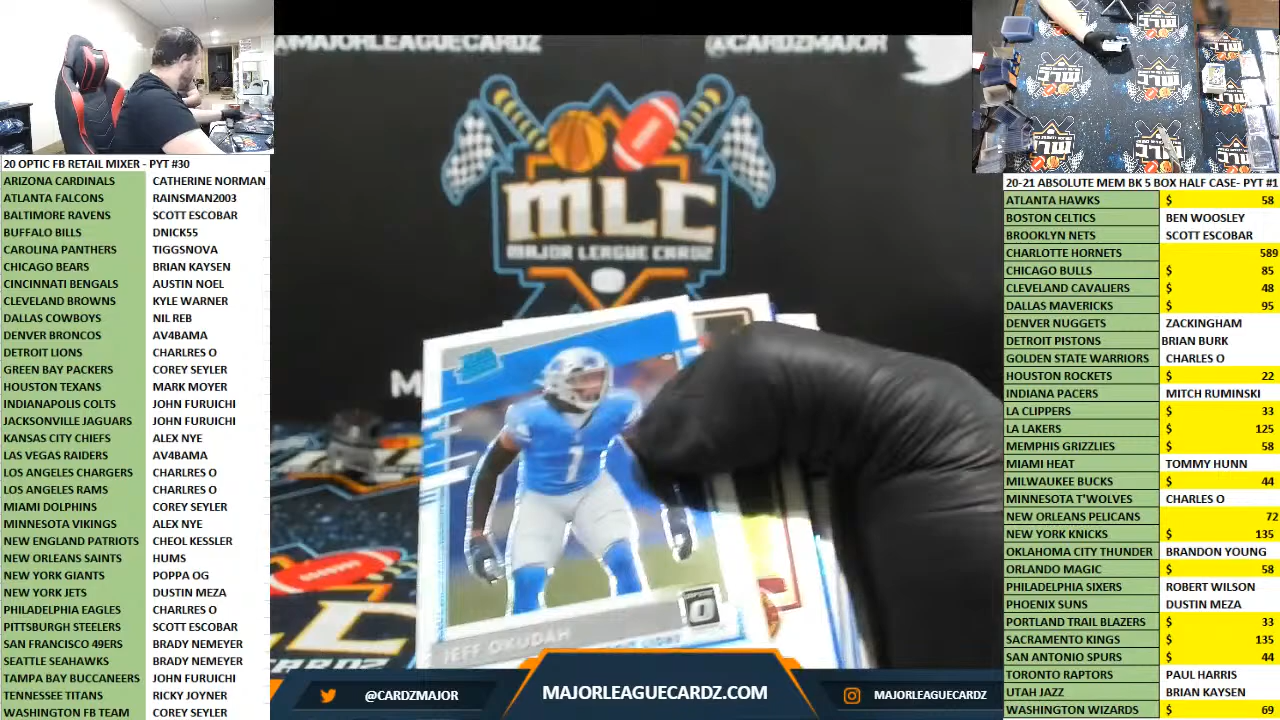 @MAJORLEAGUECARDZ
@CARDZMAJOR
MLC
MAJOR LEAGUE CARDZ
20 OPTIC FB RETAIL MIXER - PYT #30
ARIZONA CARDINALS CATHERINE NORMAN
ATLANTA FALCONS RAINSMAN2003
BALTIMORE RAVENS SCOTT ESCOBAR
BUFFALO BILLS DNICK55
CAROLINA PANTHERS TIGGSNOVA
CHICAGO BEARS BRIAN KAYSEN
CINCINNATI BENGALS AUSTIN NOEL
CLEVELAND BROWNS KYLE WARNER
DALLAS COWBOYS NIL REB
DENVER BRONCOS AV4BAMA
DETROIT LIONS CHARLRES O
GREEN BAY PACKERS COREY SEYLER
HOUSTON TEXANS MARK MOYER
INDIANAPOLIS COLTS JOHN FURUICHI
JACKSONVILLE JAGUARS JOHN FURUICHI
KANSAS CITY CHIEFS ALEX NYE
LAS VEGAS RAIDERS AV4BAMA
LOS ANGELES CHARGERS CHARLRES O
LOS ANGELES RAMS CHARLRES O
MIAMI DOLPHINS COREY SEYLER
MINNESOTA VIKINGS ALEX NYE
NEW ENGLAND PATRIOTS CHEOL KESSLER
NEW ORLEANS SAINTS HUMS
NEW YORK GIANTS POPPA OG
NEW YORK JETS DUSTIN MEZA
PHILADELPHIA EAGLES CHARLRES O
PITTSBURGH STEELERS SCOTT ESCOBAR
SAN FRANCISCO 49ERS BRADY NEMEYER
SEATTLE SEAHAWKS BRADY NEMEYER
TAMPA BAY BUCCANEERS JOHN FURUICHI
TENNESSEE TITANS RICKY JOYNER
WASHINGTON FB TEAM COREY SEYLER
1
JEFF OKUDAH
@CARDZMAJOR
MAJORLEAGUECARDZ.COM
MAJORLEAGUECARDZ
20-21 ABSOLUTE MEM BK 5 BOX HALF CASE- PYT #1
ATLANTA HAWKS $ 58
BOSTON CELTICS BEN WOOSLEY
BROOKLYN NETS SCOTT ESCOBAR
CHARLOTTE HORNETS 589
CHICAGO BULLS $ 85
CLEVELAND CAVALIERS $ 48
DALLAS MAVERICKS $ 95
DENVER NUGGETS ZACKINGHAM
DETROIT PISTONS BRIAN BURK
GOLDEN STATE WARRIORS CHARLES O
HOUSTON ROCKETS $ 22
INDIANA PACERS MITCH RUMINSKI
LA CLIPPERS $ 33
LA LAKERS $ 125
MEMPHIS GRIZZLIES $ 58
MIAMI HEAT TOMMY HUNN
MILWAUKEE BUCKS $ 44
MINNESOTA T'WOLVES CHARLES O
NEW ORLEANS PELICANS 72
NEW YORK KNICKS $ 135
OKLAHOMA CITY THUNDER BRANDON YOUNG
ORLANDO MAGIC $ 58
PHILADELPHIA SIXERS ROBERT WILSON
PHOENIX SUNS DUSTIN MEZA
PORTLAND TRAIL BLAZERS $ 33
SACRAMENTO KINGS $ 135
SAN ANTONIO SPURS $ 44
TORONTO RAPTORS PAUL HARRIS
UTAH JAZZ BRIAN KAYSEN
WASHINGTON WIZARDS $ 69